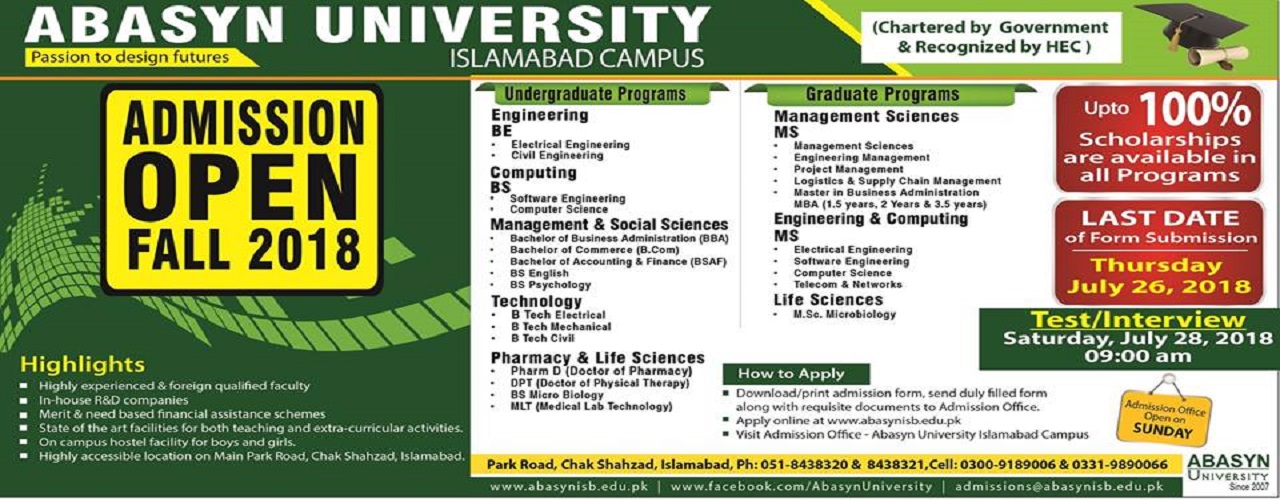 ABASYN UNIVERSITY
Passion to design futures
ISLAMABAD CAMPUS
(Chartered by Government
& Recognized by HEC )
ADMISSION
OPEN
FALL 2018
Highlights
Highly experienced & foreign qualified faculty
In-house R&D companies
Merit & need based financial assistance schemes
State of the art facilities for both teaching and extra-curricular activities.
On campus hostel facility for boys and girls.
Highly accessible location on Main Park Road, Chak Shahzad, Islamabad.
Undergraduate Programs
Engineering
BE
• Electrical Engineering
• Civil Engineering
Computing
BS
• Software Engineering
• Computer Science
Management & Social Sciences
• Bachelor of Business Administration (BBA)
• Bachelor of Commerce (B.Com)
• Bachelor of Accounting & Finance (BSAF)
• BS English
• BS Psychology
Technology
• B Tech Electrical
• B Tech Mechanical
• B Tech Civil
Pharmacy & Life Sciences
• Pharm D (Doctor of Pharmacy)
• DPT (Doctor of Physical Therapy)
• BS Micro Biology
• MLT (Medical Lab Technology)
Graduate Programs
Management Sciences
MS
• Management Sciences
• Engineering Management
• Project Management
• Logistics & Supply Chain Management
• Master in Business Administration
MBA (1.5 years, 2 Years & 3.5 years)
Engineering & Computing
MS
• Electrical Engineering
• Software Engineering
• Computer Science
• Telecom & Networks
Life Sciences
• M.Sc. Microbiology
How to Apply
Download/print admission form, send duly filled form
along with requisite documents to Admission Office.
Apply online at www.abasynisb.edu.pk
Visit Admission Office - Abasyn University Islamabad Campus
Upto 100%
Scholarships
are available in
all Programs
LAST DATE
of Form Submission
Thursday
July 26, 2018
Test/Interview
Saturday, July 28, 2018
09:00 am
Admission Office
Open on
SUNDAY
Park Road, Chak Shahzad, Islamabad, Ph: 051-8438320 & 8438321,Cell: 0300-9189006 & 0331-9890066
www.abasynisb.edu.pk | www.facebook.com/AbasynUniversity | admissions@abasynisb.edu.pk
ABASYN
UNIVERSITY
Since 2007